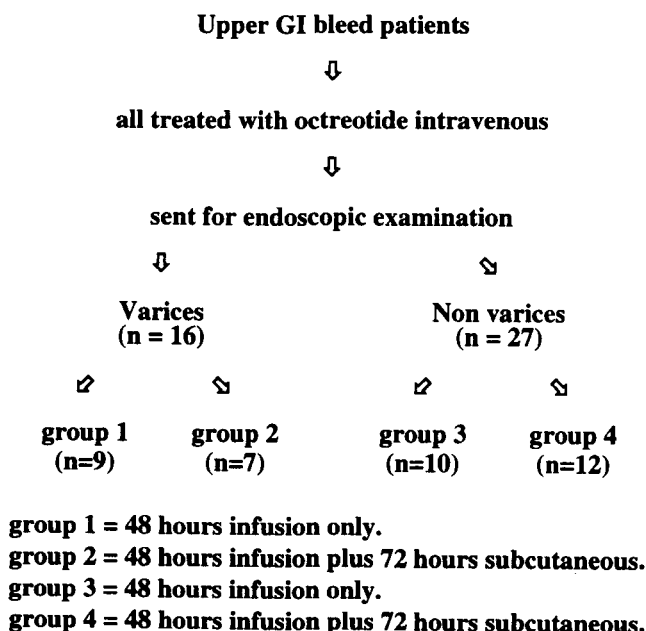 Upper GI bleed patients
⇩
all treated with octreotide intravenous
⇩
sent for endoscopic examination
⇩ ⬂
Varices Non varices
(n = 16) (n = 27)
⬃ ⬂ ⬃ ⬂
group 1 group 2 group 3 group 4
(n=9) (n=7) (n=10) (n=12)
group 1 = 48 hours infusion only.
group 2 = 48 hours infusion plus 72 hours subcutaneous.
group 3 = 48 hours infusion only.
group 4 = 48 hours infusion plus 72 hours subcutaneous.